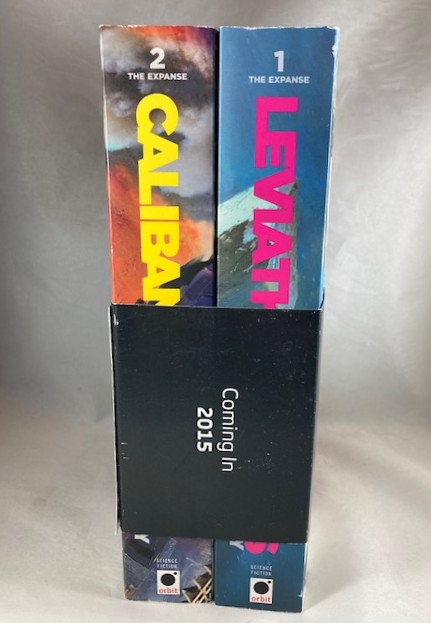 2
THE EXPANSE
CALIBAN
1
THE EXPANSE
LEVIATH
Coming In
2015
Y
SCIENCE
FICTION
orbit
S
Y
SCIENCE
FICTION
orbit